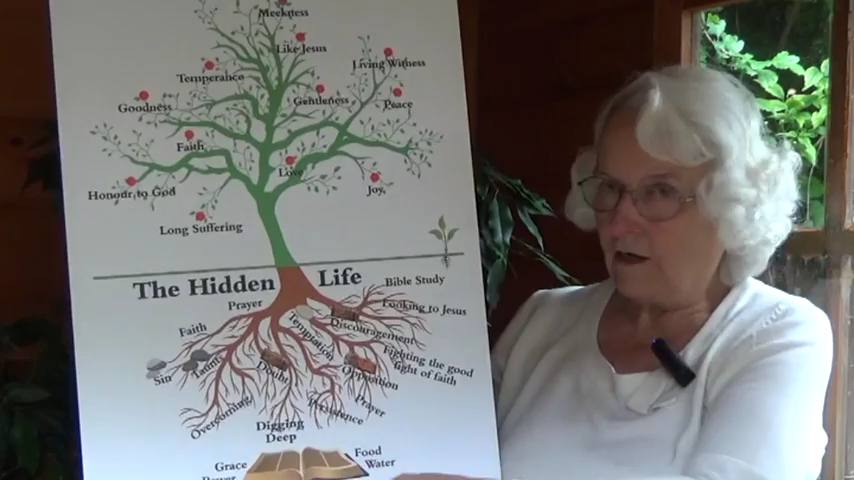 Meekness
Like Jesus
Living Witness
Temperance
Gentleness
Peace
Goodness
Faith
Love
Joy
Honour to God
Long Suffering
The Hidden Life
Bible Study
Prayer
Looking to Jesus
Faith
Temptation
Discouragement
Fighting the good
fight of faith
Sin
Taunts
Doubt
Opposition
Overcoming
Persistence
Prayer
Digging
Deep
Grace
Food
Water
Prayer